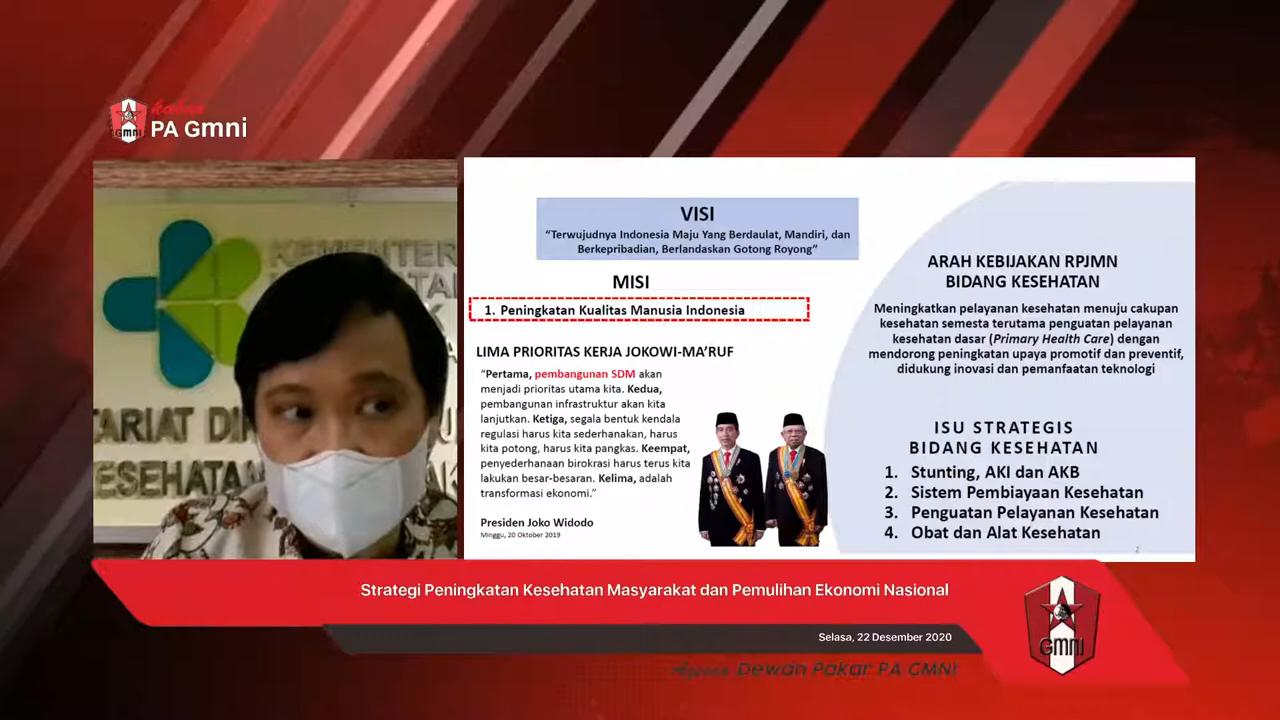 kabar
PA Gmni
GMNI
KEMENTER
TARIAT DI
KESEHATAN
VISI
“Terwujudnya Indonesia Maju Yang Berdaulat, Mandiri, dan
Berkepribadian, Berlandaskan Gotong Royong”
MISI
1. Peningkatan Kualitas Manusia Indonesia
LIMA PRIORITAS KERJA JOKOWI-MA’RUF
“Pertama, pembangunan SDM akan
menjadi prioritas utama kita. Kedua,
pembangunan infrastruktur akan kita
lanjutkan. Ketiga, segala bentuk kendala
regulasi harus kita sederhanakan, harus
kita potong, harus kita pangkas. Keempat,
penyederhanaan birokrasi harus terus kita
lakukan besar-besaran. Kelima, adalah
transformasi ekonomi.”
Presiden Joko Widodo
Minggu, 20 Oktober 2019
ARAH KEBIJAKAN RPJMN
BIDANG KESEHATAN
Meningkatkan pelayanan kesehatan menuju cakupan
kesehatan semesta terutama penguatan pelayanan
kesehatan dasar (Primary Health Care) dengan
mendorong peningkatan upaya promotif dan preventif,
didukung inovasi dan pemanfaatan teknologi
ISU STRATEGIS
BIDANG KESEHATAN
1. Stunting, AKI dan AKB
2. Sistem Pembiayaan Kesehatan
3. Penguatan Pelayanan Kesehatan
4. Obat dan Alat Kesehatan
2
Strategi Peningkatan Kesehatan Masyarakat dan Pemulihan Ekonomi Nasional
Selasa, 22 Desember 2020
GMNI
Dewan Pakar PA GMNI